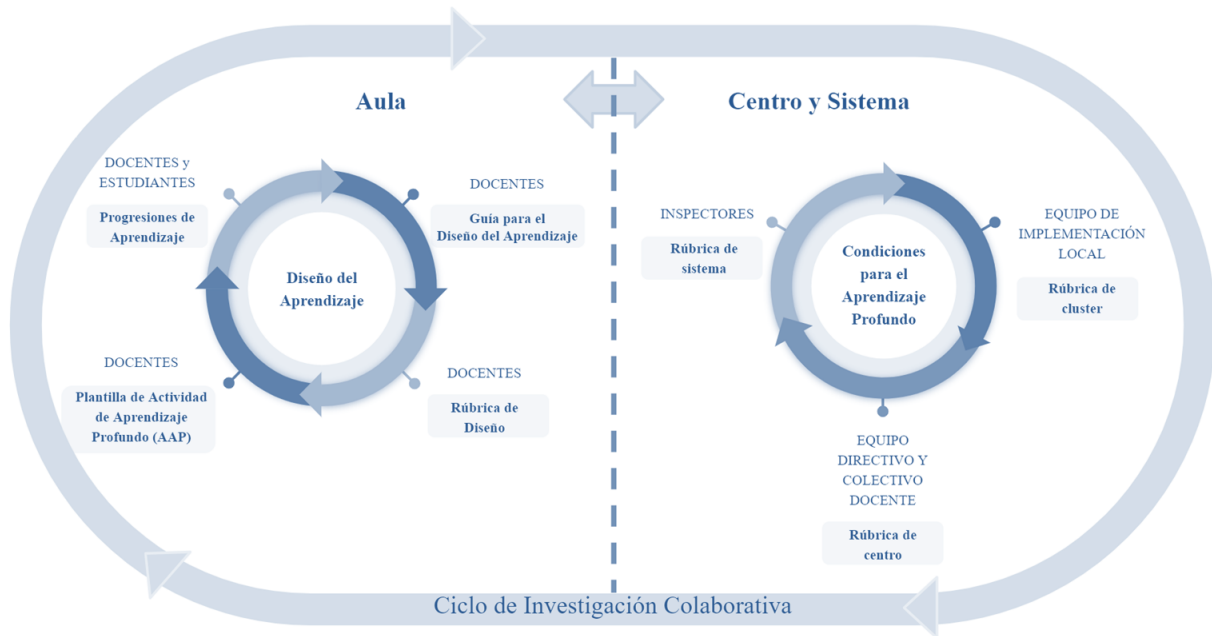 Aula
Centro y Sistema
DOCENTES y
ESTUDIANTES
Progresiones de
Aprendizaje
DOCENTES
Guía para el
Diseño del Aprendizaje
Diseño del
Aprendizaje
DOCENTES
Plantilla de Actividad
de Aprendizaje
Profundo (AAP)
DOCENTES
Rúbrica de
Diseño
INSPECTORES
Rúbrica de
sistema
Condiciones
para el
Aprendizaje
Profundo
EQUIPO DE
IMPLEMENTACIÓN
LOCAL
Rúbrica de
cluster
EQUIPO
DIRECTIVO Y
COLECTIVO
DOCENTE
Rúbrica de
centro
Ciclo de Investigación Colaborativa